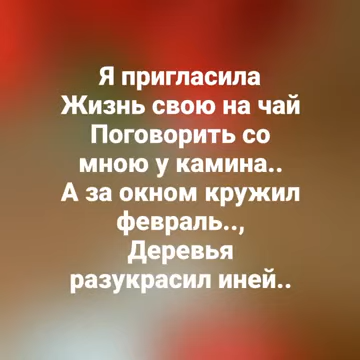 Я пригласила
Жизнь свою на чай
Поговорить со
мною у камина..
А за окном кружил
февраль..,
Деревья
разукрасил иней..